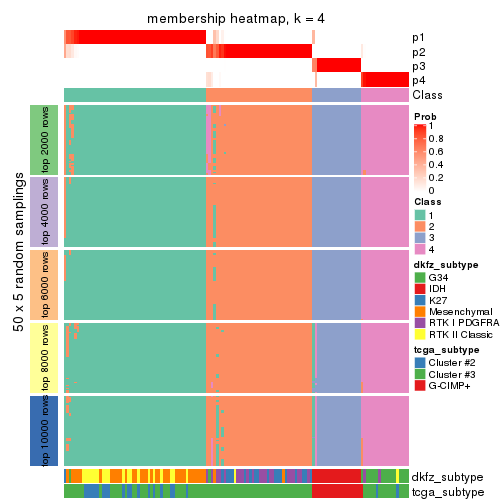 membership heatmap, k = 4
p1
p2
p3
p4
Class
50 x 5 random samplings
top 2000 rows
top 4000 rows
top 6000 rows
top 8000 rows
top 10000 rows
dkfz_subtype
tcga_subtype
Prob
1
0.8
0.6
0.4
0.2
0
Class
1
2
3
4
dkfz_subtype
G34
IDH
K27
Mesenchymal
RTK I PDGFRA
RTK II Classic
tcga_subtype
Cluster #2
Cluster #3
G-CIMP+